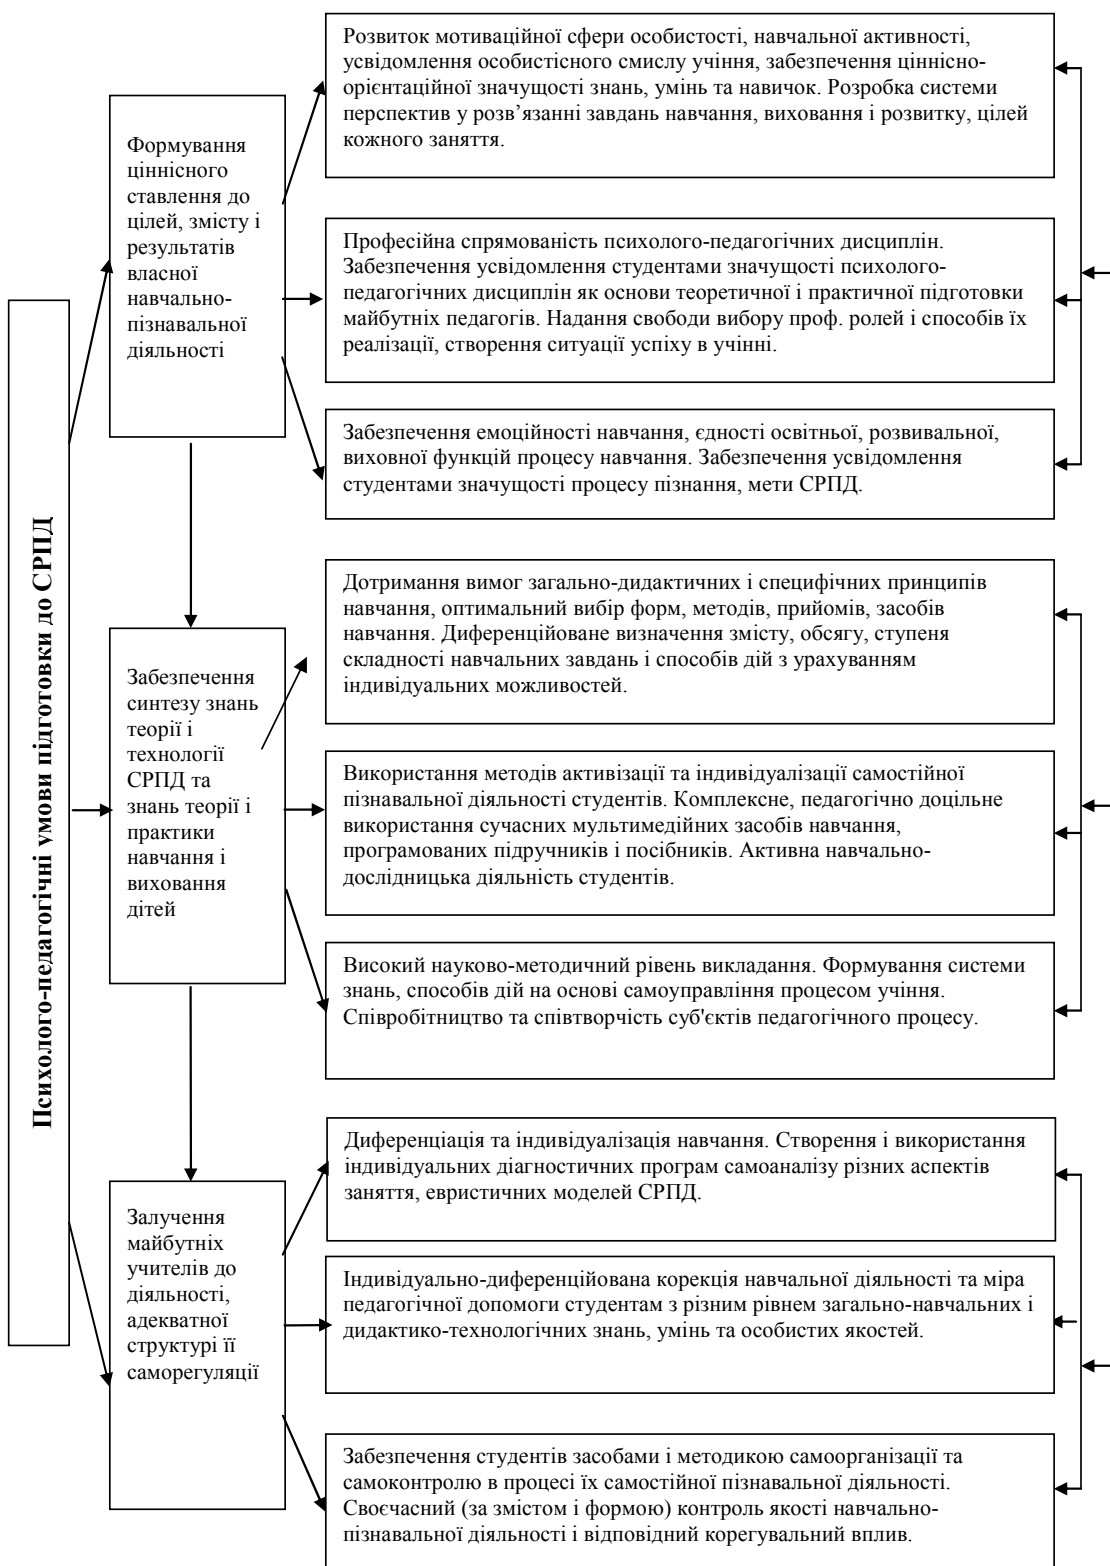 Психолого-педагогічні умови підготовки до СРПД
Формування
ціннісного
ставлення до
цілей, змісту і
результатів
власної
навчально-
пізнавальної
діяльності
Розвиток мотиваційної сфери особистості, навчальної активності,
усвідомлення особистісного смислу учіння, забезпечення ціннісно-
орієнтаційної значущості знань, умінь та навичок. Розробка системи
перспектив у розв’язанні завдань навчання, виховання і розвитку, цілей
кожного заняття.
Професійна спрямованість психолого-педагогічних дисциплін.
Забезпечення усвідомлення студентами значущості психолого-
педагогічних дисциплін як основи теоретичної і практичної підготовки
майбутніх педагогів. Надання свободи вибору проф. ролей і способів їх
реалізації, створення ситуації успіху в учінні.
Забезпечення емоційності навчання, єдності освітньої, розвивальної,
виховної функцій процесу навчання. Забезпечення усвідомлення
студентами значущості процесу пізнання, мети СРПД.
Забезпечення
синтезу знань
теорії і
технології
СРПД та
знань теорії і
практики
навчання і
виховання
дітей
Дотримання вимог загально-дидактичних і специфічних принципів
навчання, оптимальний вибір форм, методів, прийомів, засобів
навчання. Диференційоване визначення змісту, обсягу, ступеня
складності навчальних завдань і способів дій з урахуванням
індивідуальних можливостей.
Використання методів активізації та індивідуалізації самостійної
пізнавальної діяльності студентів. Комплексне, педагогічно доцільне
використання сучасних мультимедійних засобів навчання,
програмованих підручників і посібників. Активна навчально-
дослідницька діяльність студентів.
Високий науково-методичний рівень викладання. Формування системи
знань, способів дій на основі самоуправління процесом учіння.
Співробітництво та співтворчість суб'єктів педагогічного процесу.
Залучення
майбутніх
учителів до
діяльності,
адекватної
структурі її
саморегуляції
Диференціація та індивідуалізація навчання. Створення і використання
індивідуальних діагностичних програм самоаналізу різних аспектів
заняття, евристичних моделей СРПД.
Індивідуально-диференційована корекція навчальної діяльності та міра
педагогічної допомоги студентам з різним рівнем загально-навчальних і
дидактико-технологічних знань, умінь та особистих якостей.
Забезпечення студентів засобами і методикою самоорганізації та
самоконтролю в процесі їх самостійної пізнавальної діяльності.
Своєчасний (за змістом і формою) контроль якості навчально-
пізнавальної діяльності і відповідний корегувальний вплив.